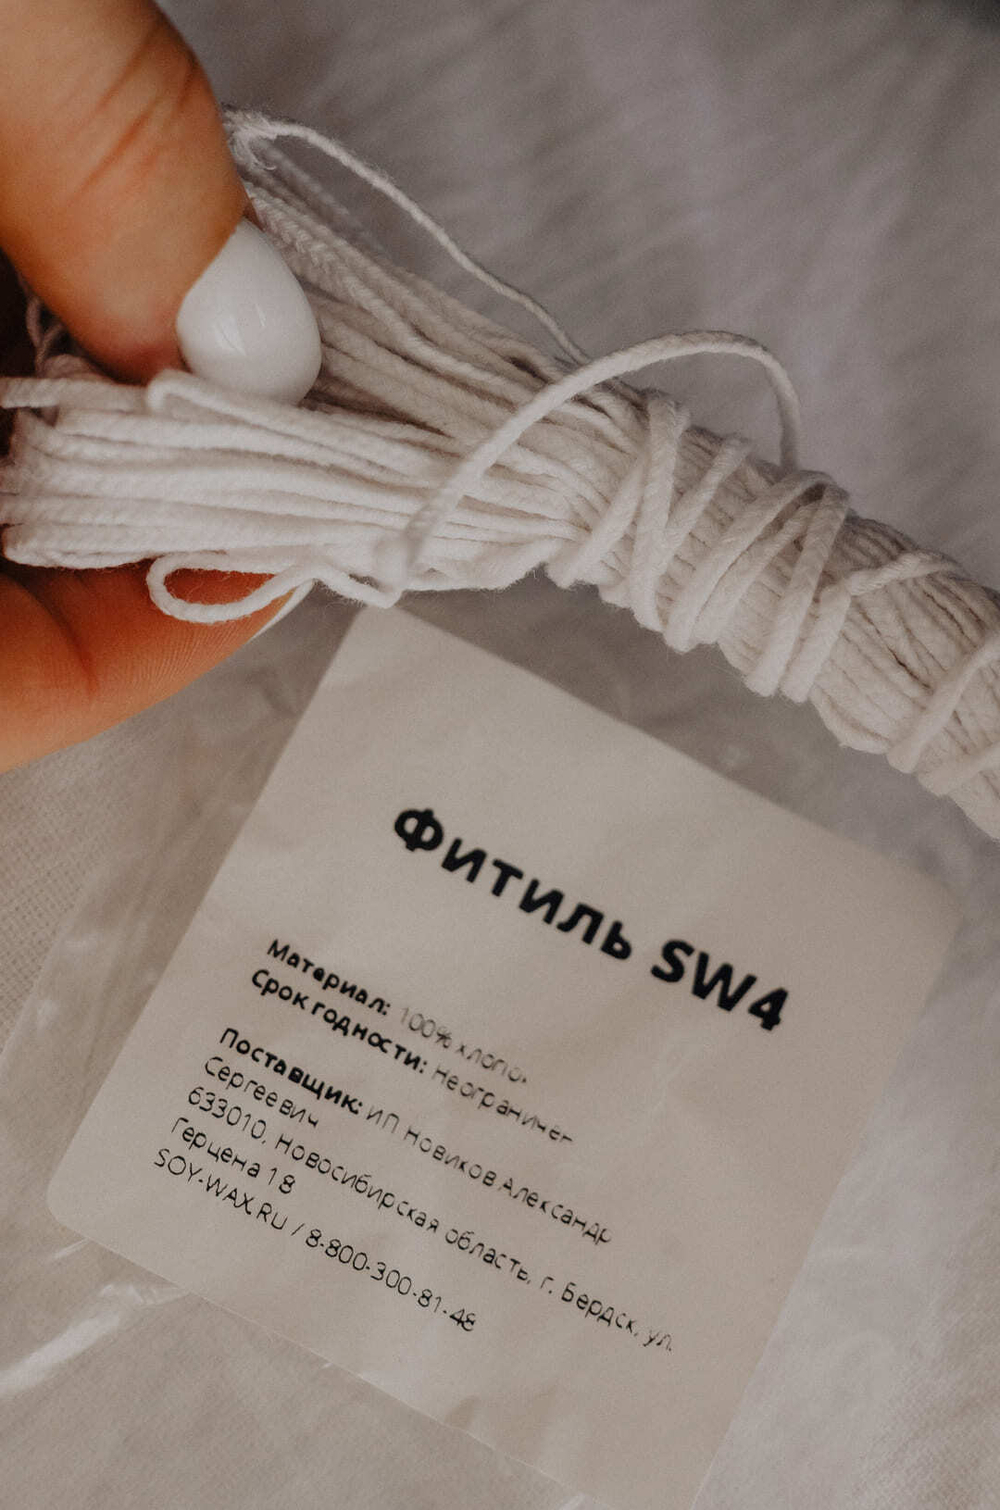 Фитиль SW4
Материал: 100% хлопок
Срок годности: Неограничен
Поставщик: ИП Новиков Александр
Сергеевич
633010, Новосибирская область, г. Бердск, ул.
Герцена 18
SOY-WAX.RU / 8-800-300-81-48